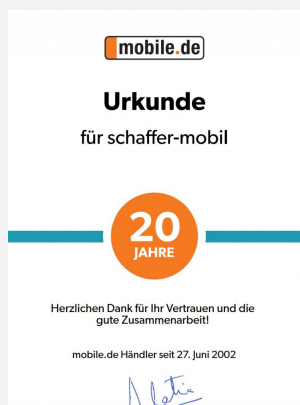 mobile.de
Urkunde
für schaffer-mobil
20
JAHRE
Herzlichen Dank für Ihr Vertrauen und die
gute Zusammenarbeit!
mobile.de Händler seit 27. Juni 2002